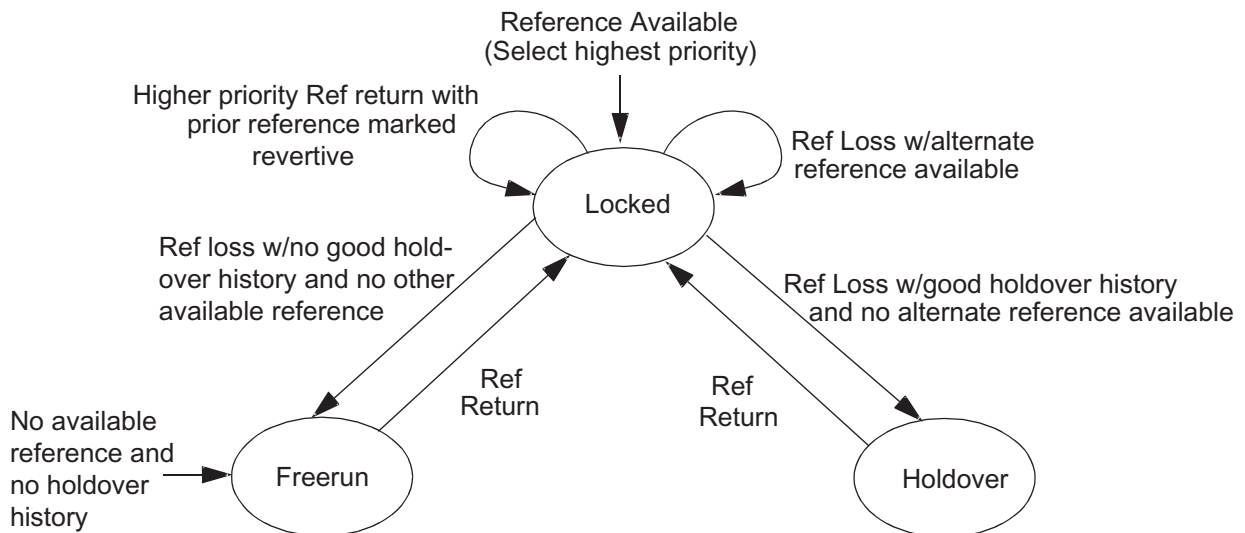 Reference Available
(Select highest priority)
Higher priority Ref return with
prior reference marked
revertive
Ref Loss w/alternate
reference available
Locked
Ref loss w/no good hold-
over history and no other
available reference
Ref Loss w/good holdover history
and no alternate reference available
Ref
Return
Ref
Return
No available
reference and
no holdover
history
Freerun
Holdover